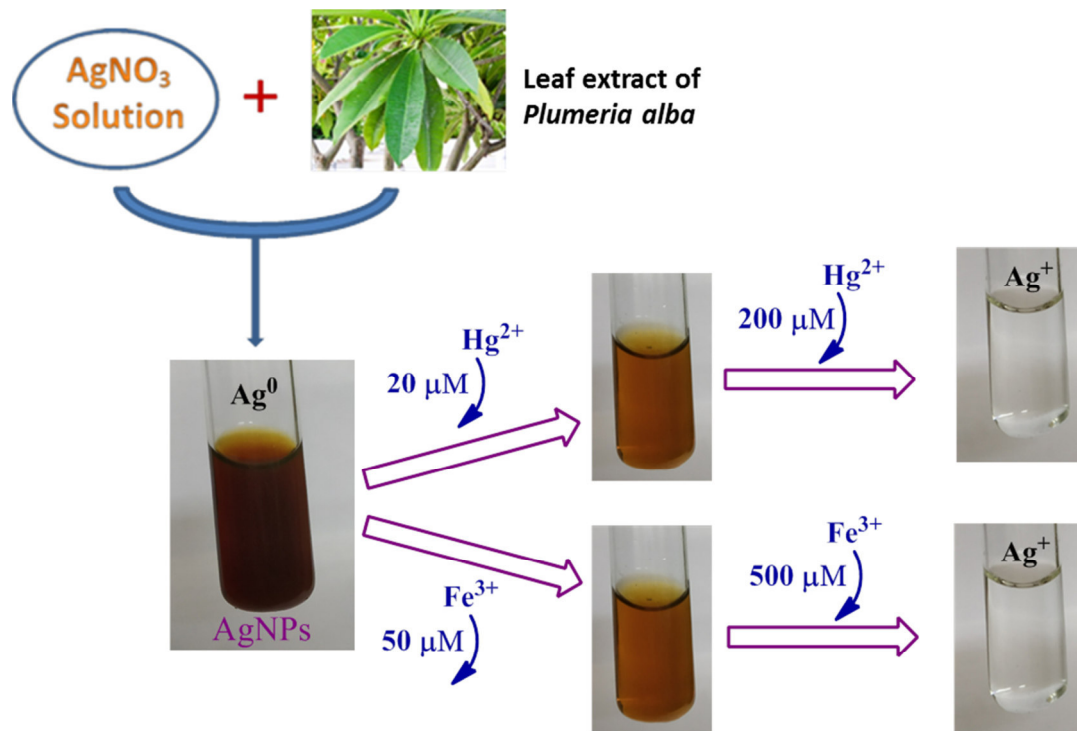 AgNO₃
Solution
+
Leaf extract of
Plumeria alba
Ag⁰
AgNPs
Hg²⁺
20 μM
Hg²⁺
200 μM
Ag⁺
Fe³⁺
50 μM
Fe³⁺
500 μM
Ag⁺